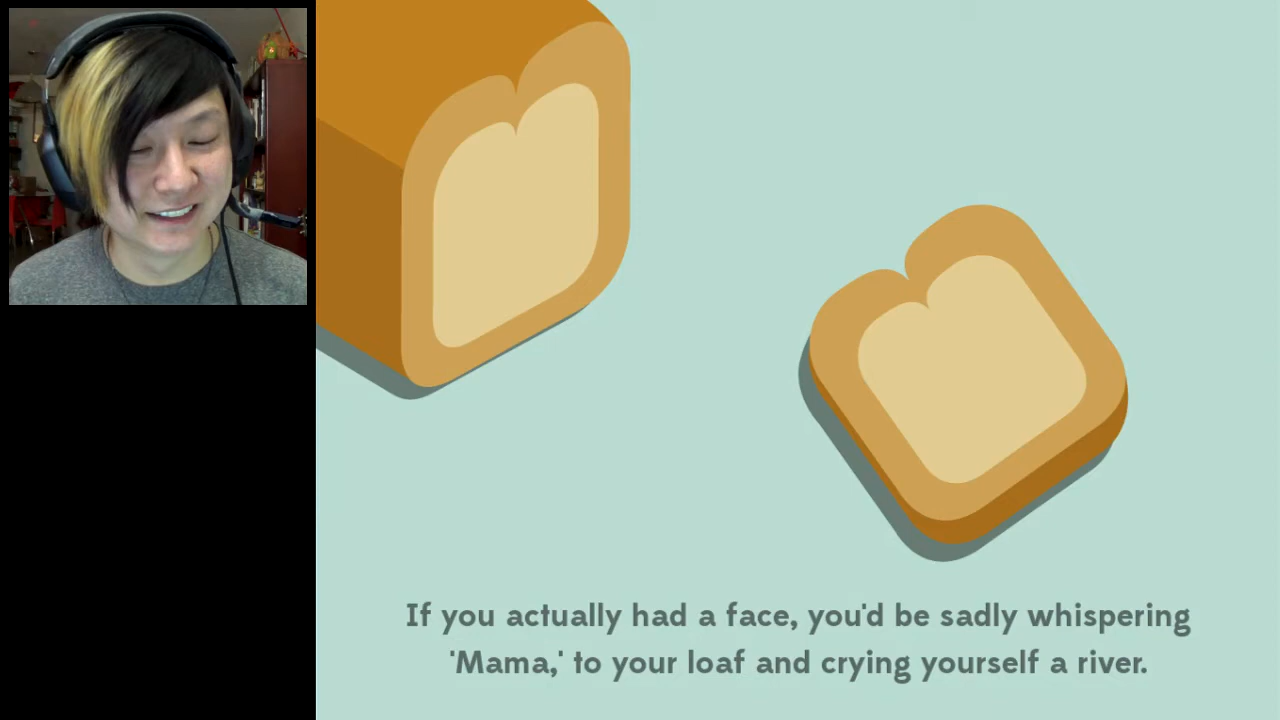 If you actually had a face, you'd be sadly whispering
'Mama,' to your loaf and crying yourself a river.